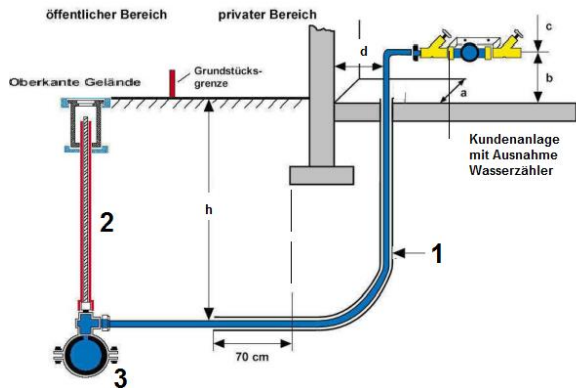 öffentlicher Bereich
privater Bereich
c
d
Oberkante Gelände
Grundstücks-
grenze
b
a
Kundenanlage
mit Ausnahme
Wasserzähler
h
2
1
70 cm
3